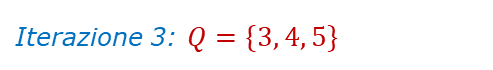 Iterazione 3: Q = {3, 4, 5}